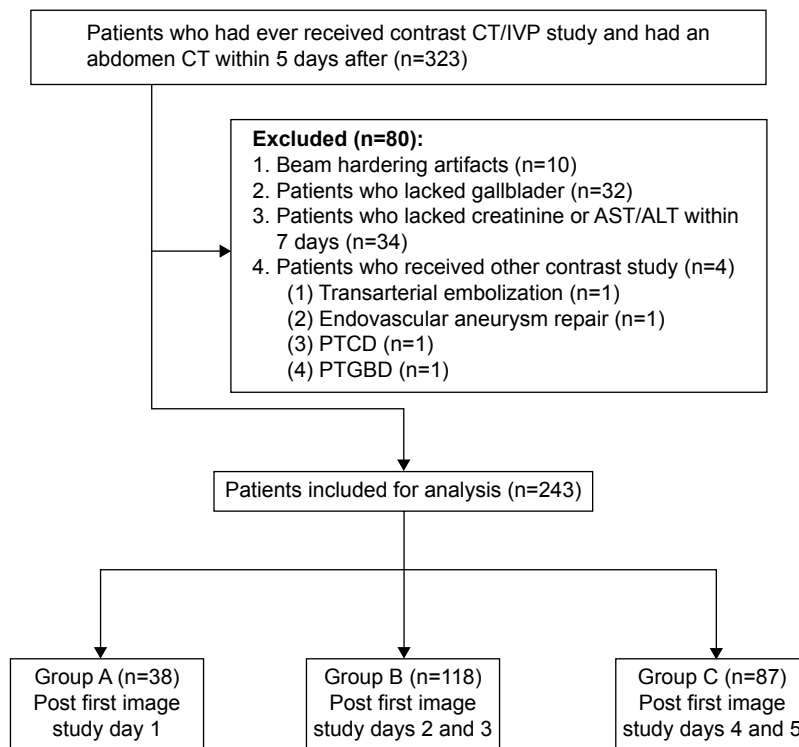 Patients who had ever received contrast CT/IVP study and had an
abdomen CT within 5 days after (n=323)
Excluded (n=80):
1. Beam hardering artifacts (n=10)
2. Patients who lacked gallblader (n=32)
3. Patients who lacked creatinine or AST/ALT within
7 days (n=34)
4. Patients who received other contrast study (n=4)
(1) Transarterial embolization (n=1)
(2) Endovascular aneurysm repair (n=1)
(3) PTCD (n=1)
(4) PTGBD (n=1)
Patients included for analysis (n=243)
Group A (n=38)
Post first image
study day 1
Group B (n=118)
Post first image
study days 2 and 3
Group C (n=87)
Post first image
study days 4 and 5